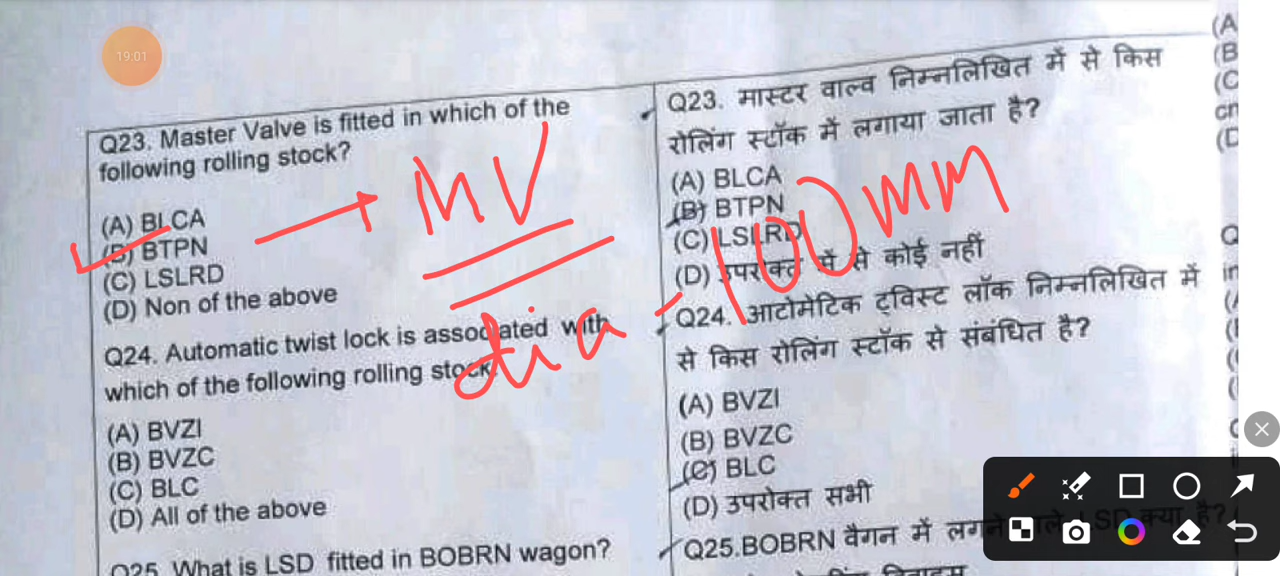 19:01
Q23. Master Valve is fitted in which of the
following rolling stock?
(A) BLCA
(B) BTPN
(C) LSLRD
(D) Non of the above
Q24. Automatic twist lock is associated with
which of the following rolling stock
(A) BVZI
(B) BVZC
(C) BLC
(D) All of the above
Q25. What is LSD fitted in BOBRN wagon?
MV
dia - 100 mm
Q23. मास्टर वाल्व निम्नलिखित में से किस
रोलिंग स्टॉक में लगाया जाता है?
(A) BLCA
(B) BTPN
(C) LSLRD
(D) उपरोक्त में से कोई नहीं
Q24. आटोमेटिक ट्विस्ट लॉक निम्नलिखित में
से किस रोलिंग स्टॉक से संबंधित है?
(A) BVZI
(B) BVZC
(C) BLC
(D) उपरोक्त सभी
Q25.BOBRN वैगन में लगने वाले LSD क्या है?
(A
(B
(C